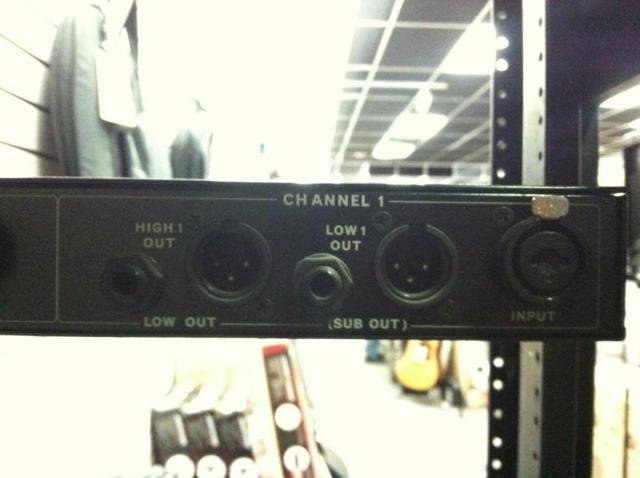 CHANNEL 1
HIGH 1
OUT
LOW 1
OUT
LOW OUT
(SUB OUT)
INPUT